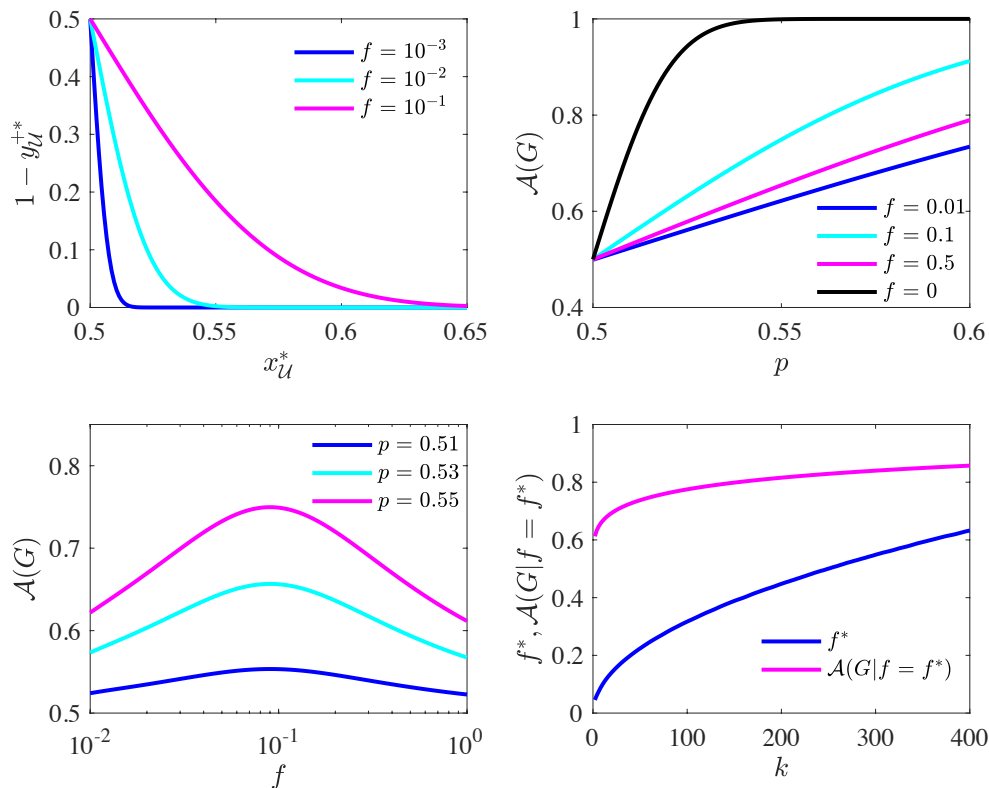 1 − y_𝒰^{+*}
0.5
0.4
0.3
0.2
0.1
0
f = 10^{-3}
f = 10^{-2}
f = 10^{-1}
0.5 0.55 0.6 0.65
x_𝒰^*
𝒜(G)
1
0.8
0.6
0.4
f = 0.01
f = 0.1
f = 0.5
f = 0
0.5 0.55 0.6
p
𝒜(G)
0.8
0.7
0.6
0.5
p = 0.51
p = 0.53
p = 0.55
10^{-2} 10^{-1} 10^{0}
f
f^*, 𝒜(G|f = f^*)
1
0.8
0.6
0.4
0.2
0
f^*
𝒜(G|f = f^*)
0 100 200 300 400
k